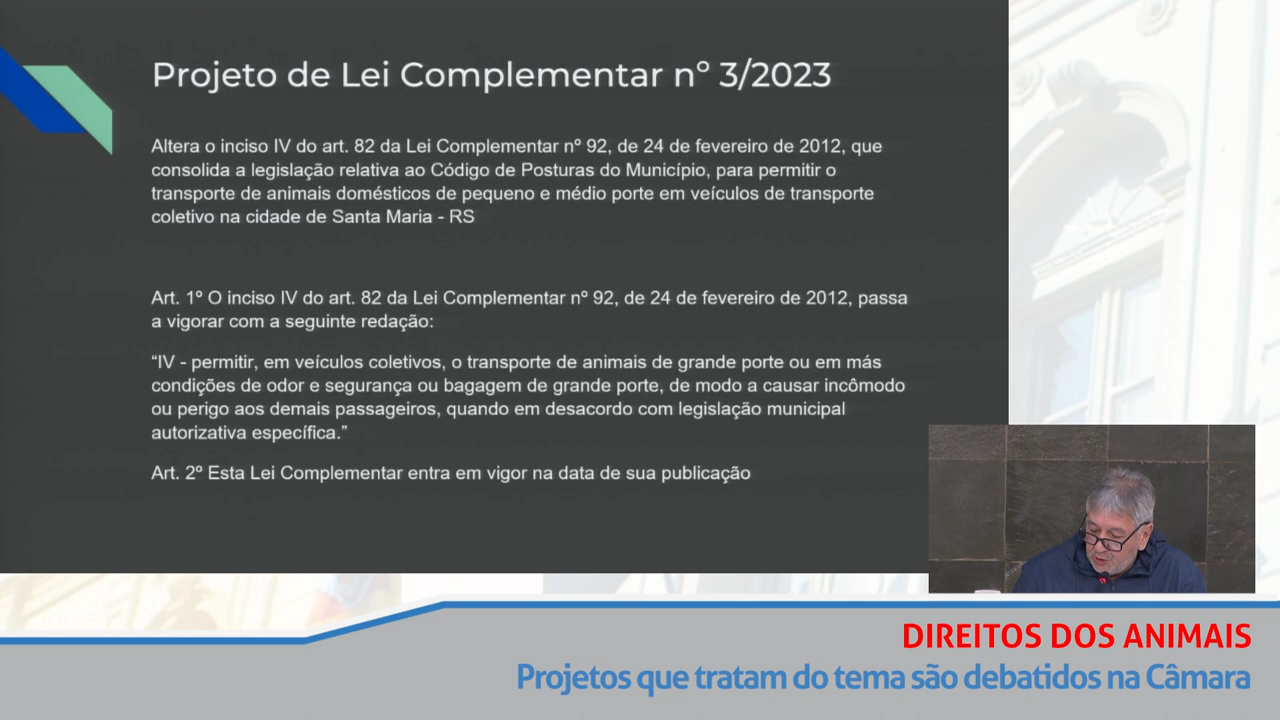 Projeto de Lei Complementar nº 3/2023
Altera o inciso IV do art. 82 da Lei Complementar nº 92, de 24 de fevereiro de 2012, que
consolida a legislação relativa ao Código de Posturas do Município, para permitir o
transporte de animais domésticos de pequeno e médio porte em veículos de transporte
coletivo na cidade de Santa Maria - RS
Art. 1º O inciso IV do art. 82 da Lei Complementar nº 92, de 24 de fevereiro de 2012, passa
a vigorar com a seguinte redação:
“IV - permitir, em veículos coletivos, o transporte de animais de grande porte ou em más
condições de odor e segurança ou bagagem de grande porte, de modo a causar incômodo
ou perigo aos demais passageiros, quando em desacordo com legislação municipal
autorizativa específica.”
Art. 2º Esta Lei Complementar entra em vigor na data de sua publicação
DIREITOS DOS ANIMAIS
Projetos que tratam do tema são debatidos na Câmara